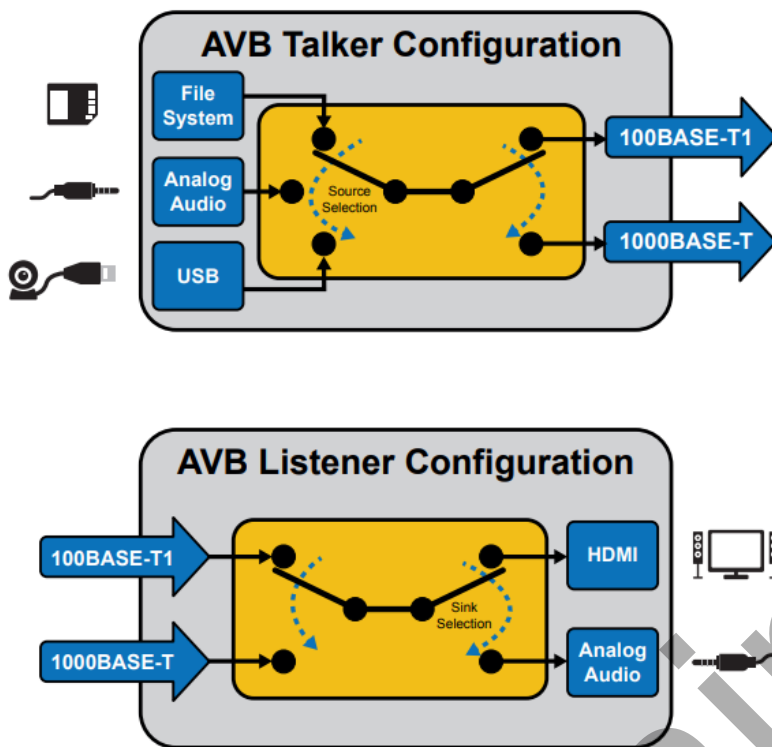 AVB Talker Configuration
File
System
100BASE-T1
Analog
Audio
Source
Selection
1000BASE-T
USB
AVB Listener Configuration
100BASE-T1
HDMI
Sink
Selection
1000BASE-T
Analog
Audio